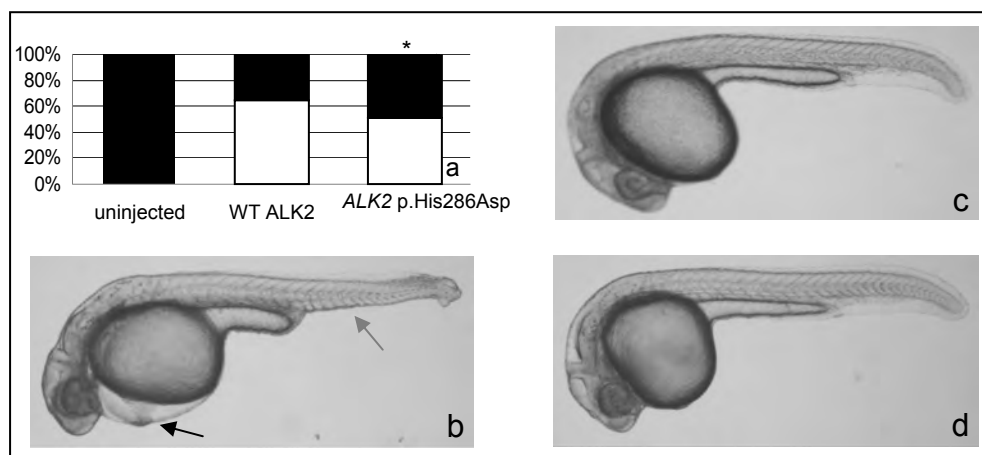 *
100%
80%
60%
40%
20%
0%
a
uninjected
WT ALK2
ALK2 p.His286Asp
c
b
d